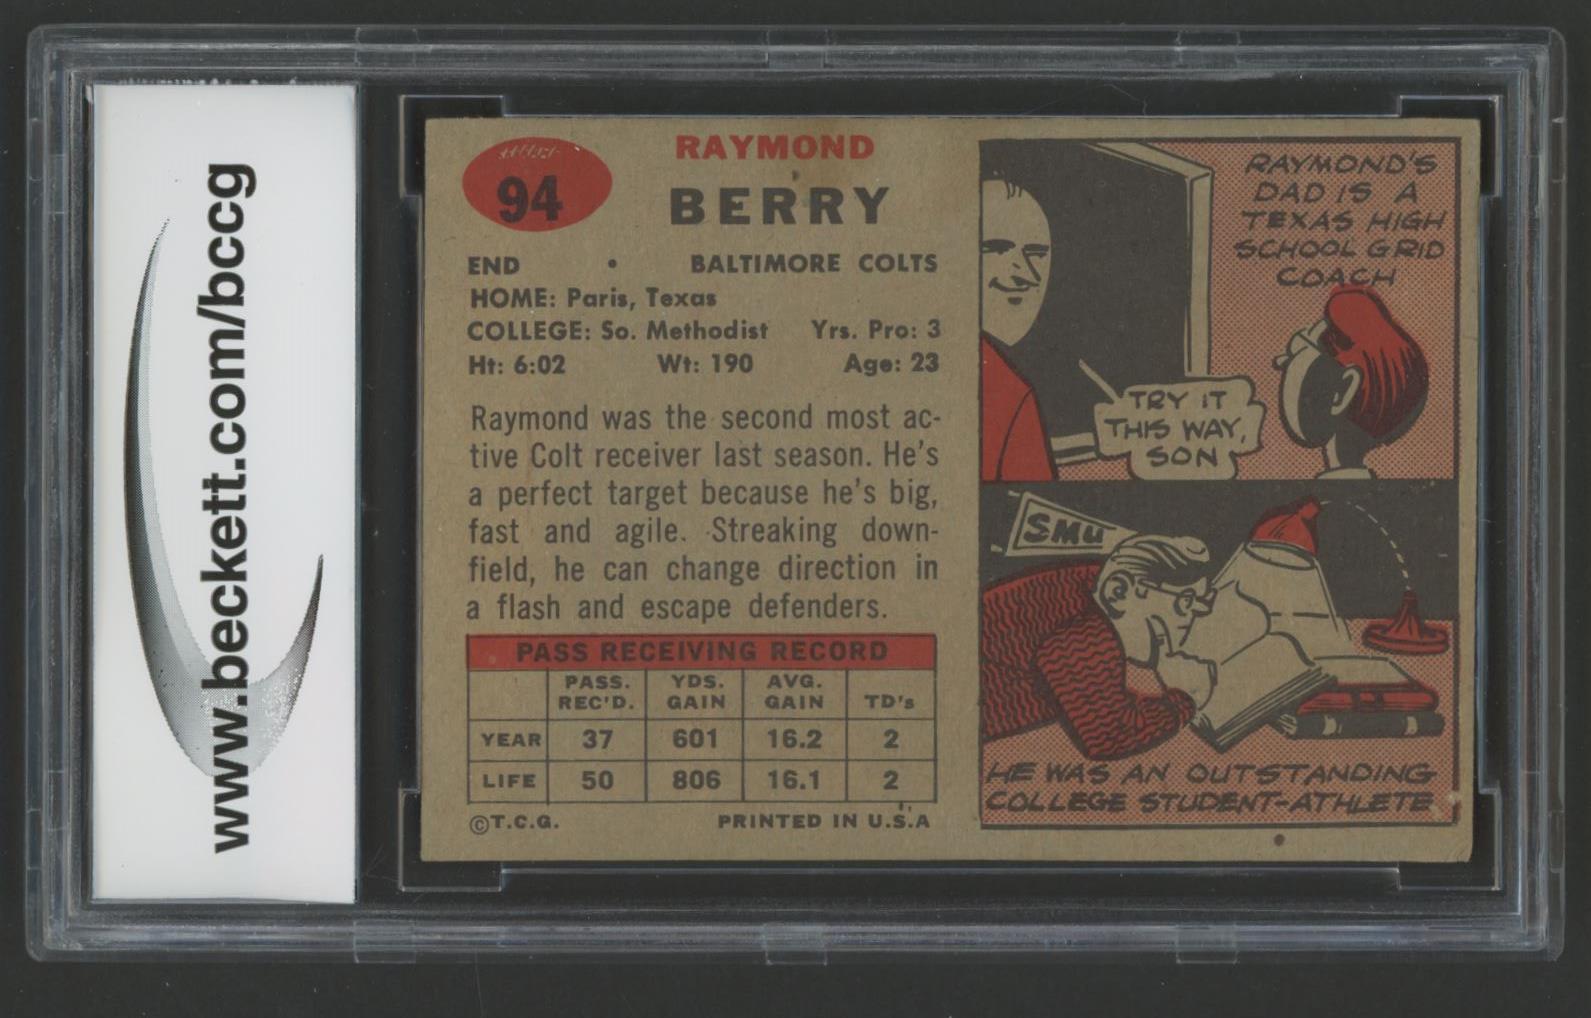 www.beckett.com/bccg
94
RAYMOND
BERRY
END • BALTIMORE COLTS
HOME: Paris, Texas
COLLEGE: So. Methodist Yrs. Pro: 3
Ht: 6:02 Wt: 190 Age: 23
Raymond was the second most ac-
tive Colt receiver last season. He's
a perfect target because he's big,
fast and agile. Streaking down-
field, he can change direction in
a flash and escape defenders.
PASS RECEIVING RECORD
PASS. REC'D. YDS. GAIN AVG. GAIN TD's
YEAR 37 601 16.2 2
LIFE 50 806 16.1 2
©T.C.G. PRINTED IN U.S.A
RAYMOND'S
DAD IS A
TEXAS HIGH
SCHOOL GRID
COACH
TRY IT
THIS WAY,
SON
SMU
HE WAS AN OUTSTANDING
COLLEGE STUDENT-ATHLETE